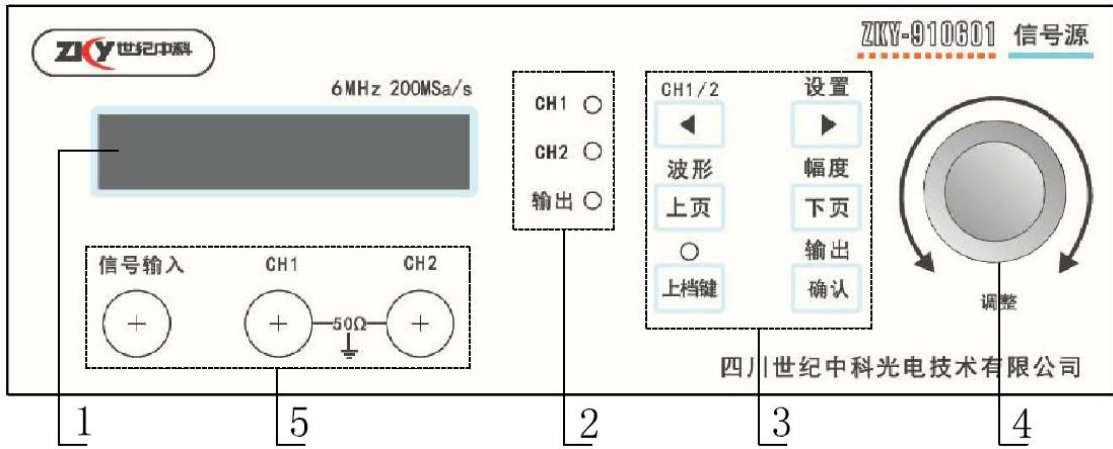 ZKY世纪中科
ZKY-910601 信号源
6MHz 200MSa/s
CH1
CH2
输出
CH1/2 设置
◀ ▶
波形 幅度
上页 下页
输出
上档键 确认
调整
信号输入 CH1 CH2
50Ω
四川世纪中科光电技术有限公司
1 5 2 3 4